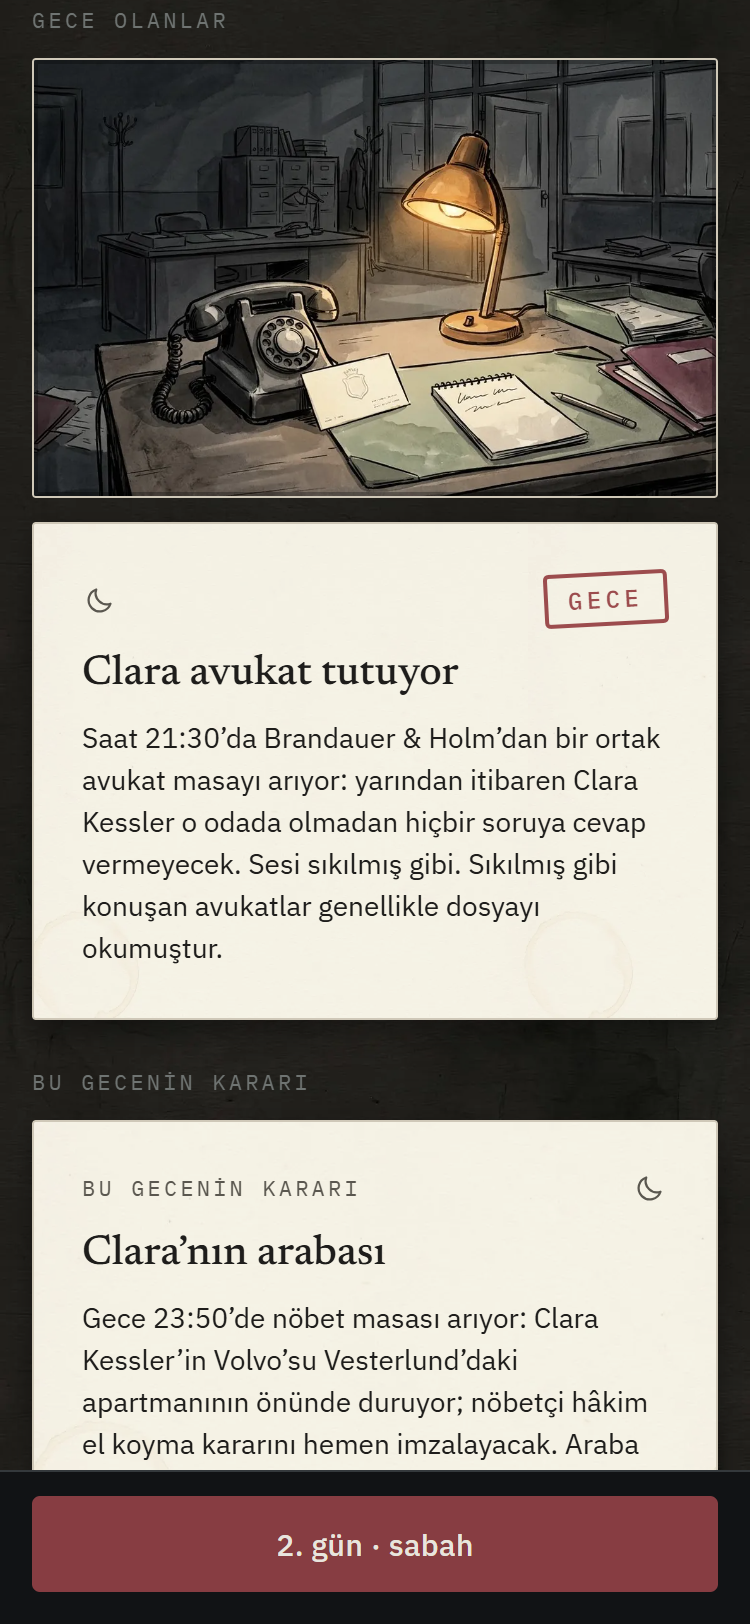 GECE OLANLAR
GECE
Clara avukat tutuyor
Saat 21:30’da Brandauer & Holm’dan bir ortak
avukat masayı arıyor: yarından itibaren Clara
Kessler o odada olmadan hiçbir soruya cevap
vermeyecek. Sesi sıkılmış gibi. Sıkılmış gibi
konuşan avukatlar genellikle dosyayı
okumuştur.
BU GECENİN KARARI
BU GECENİN KARARI
Clara’nın arabası
Gece 23:50’de nöbet masası arıyor: Clara
Kessler’in Volvo’su Vesterlund’daki
apartmanının önünde duruyor; nöbetçi hâkim
el koyma kararını hemen imzalayacak. Araba
2. gün · sabah